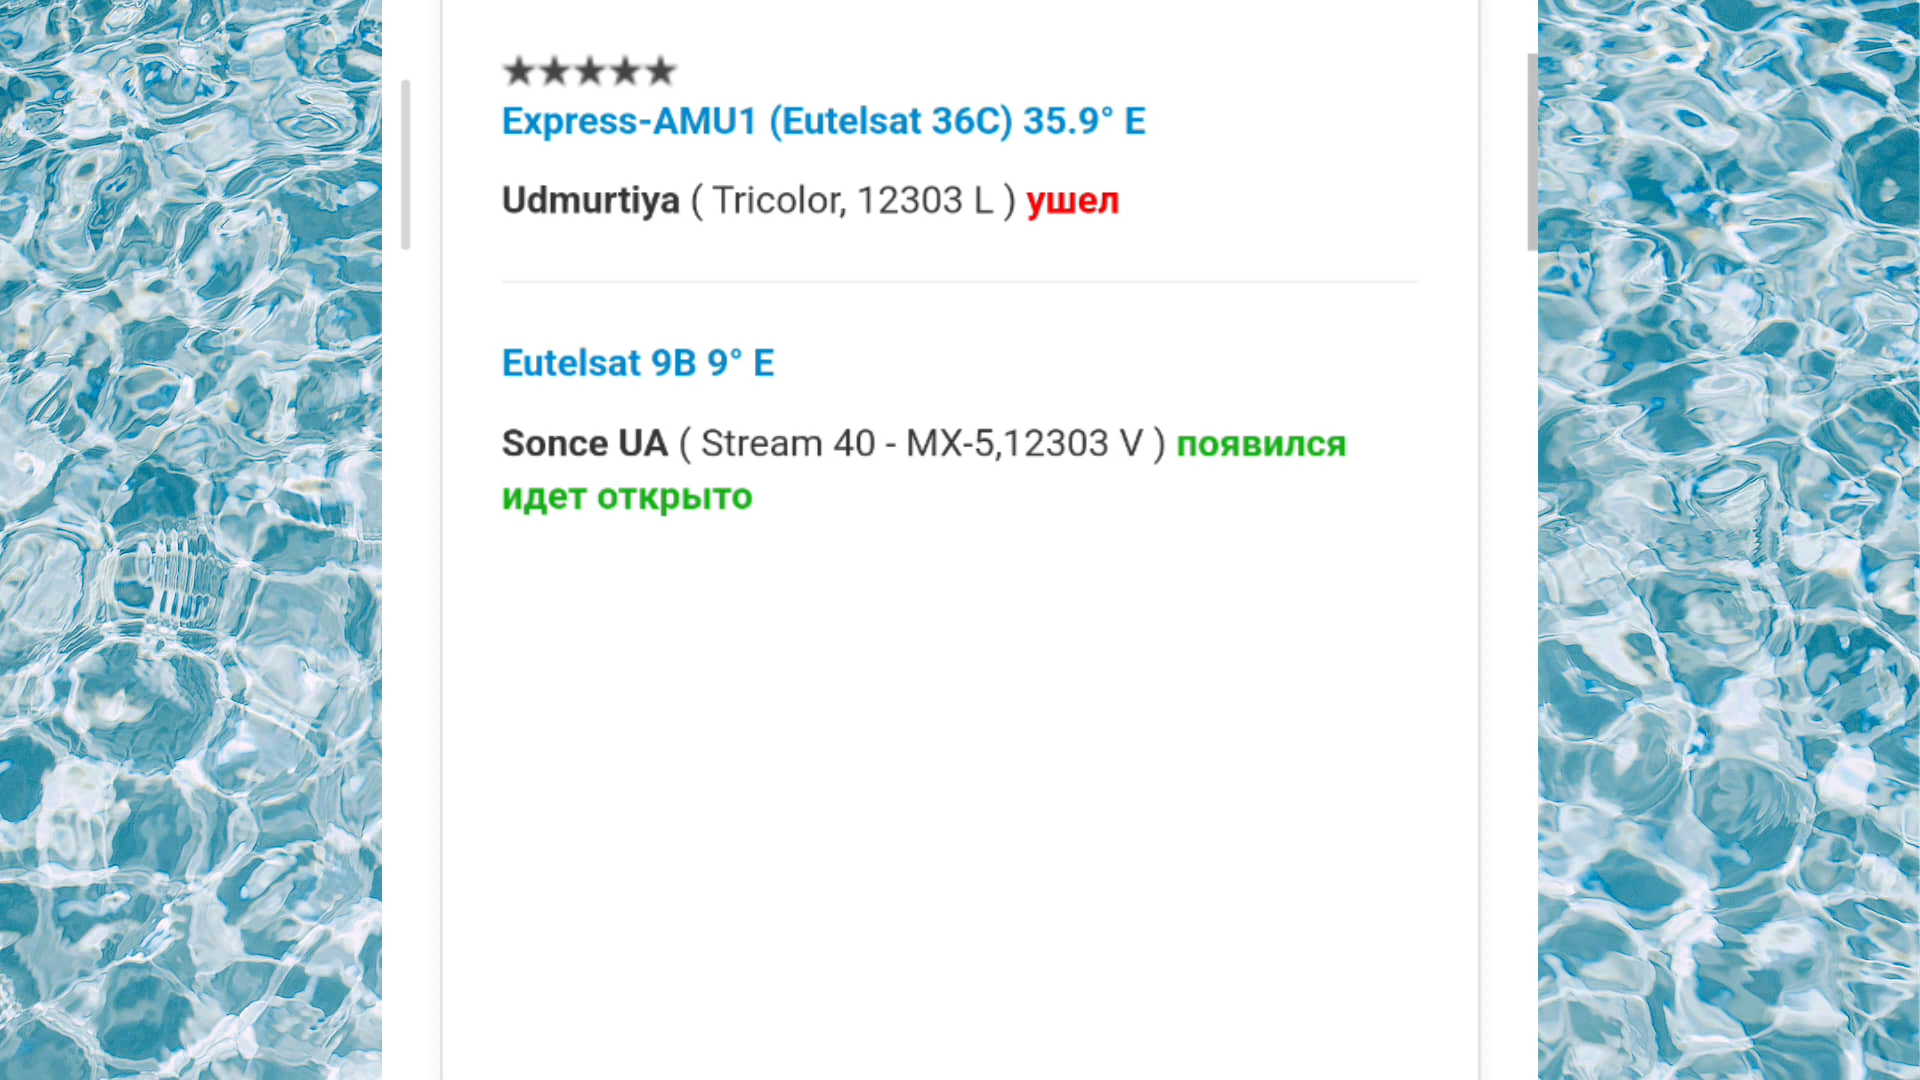 ★★★★★
Express-AMU1 (Eutelsat 36C) 35.9° E
Udmurtiya ( Tricolor, 12303 L ) ушел
Eutelsat 9B 9° E
Sonce UA ( Stream 40 - MX-5,12303 V ) появился
идет открыто